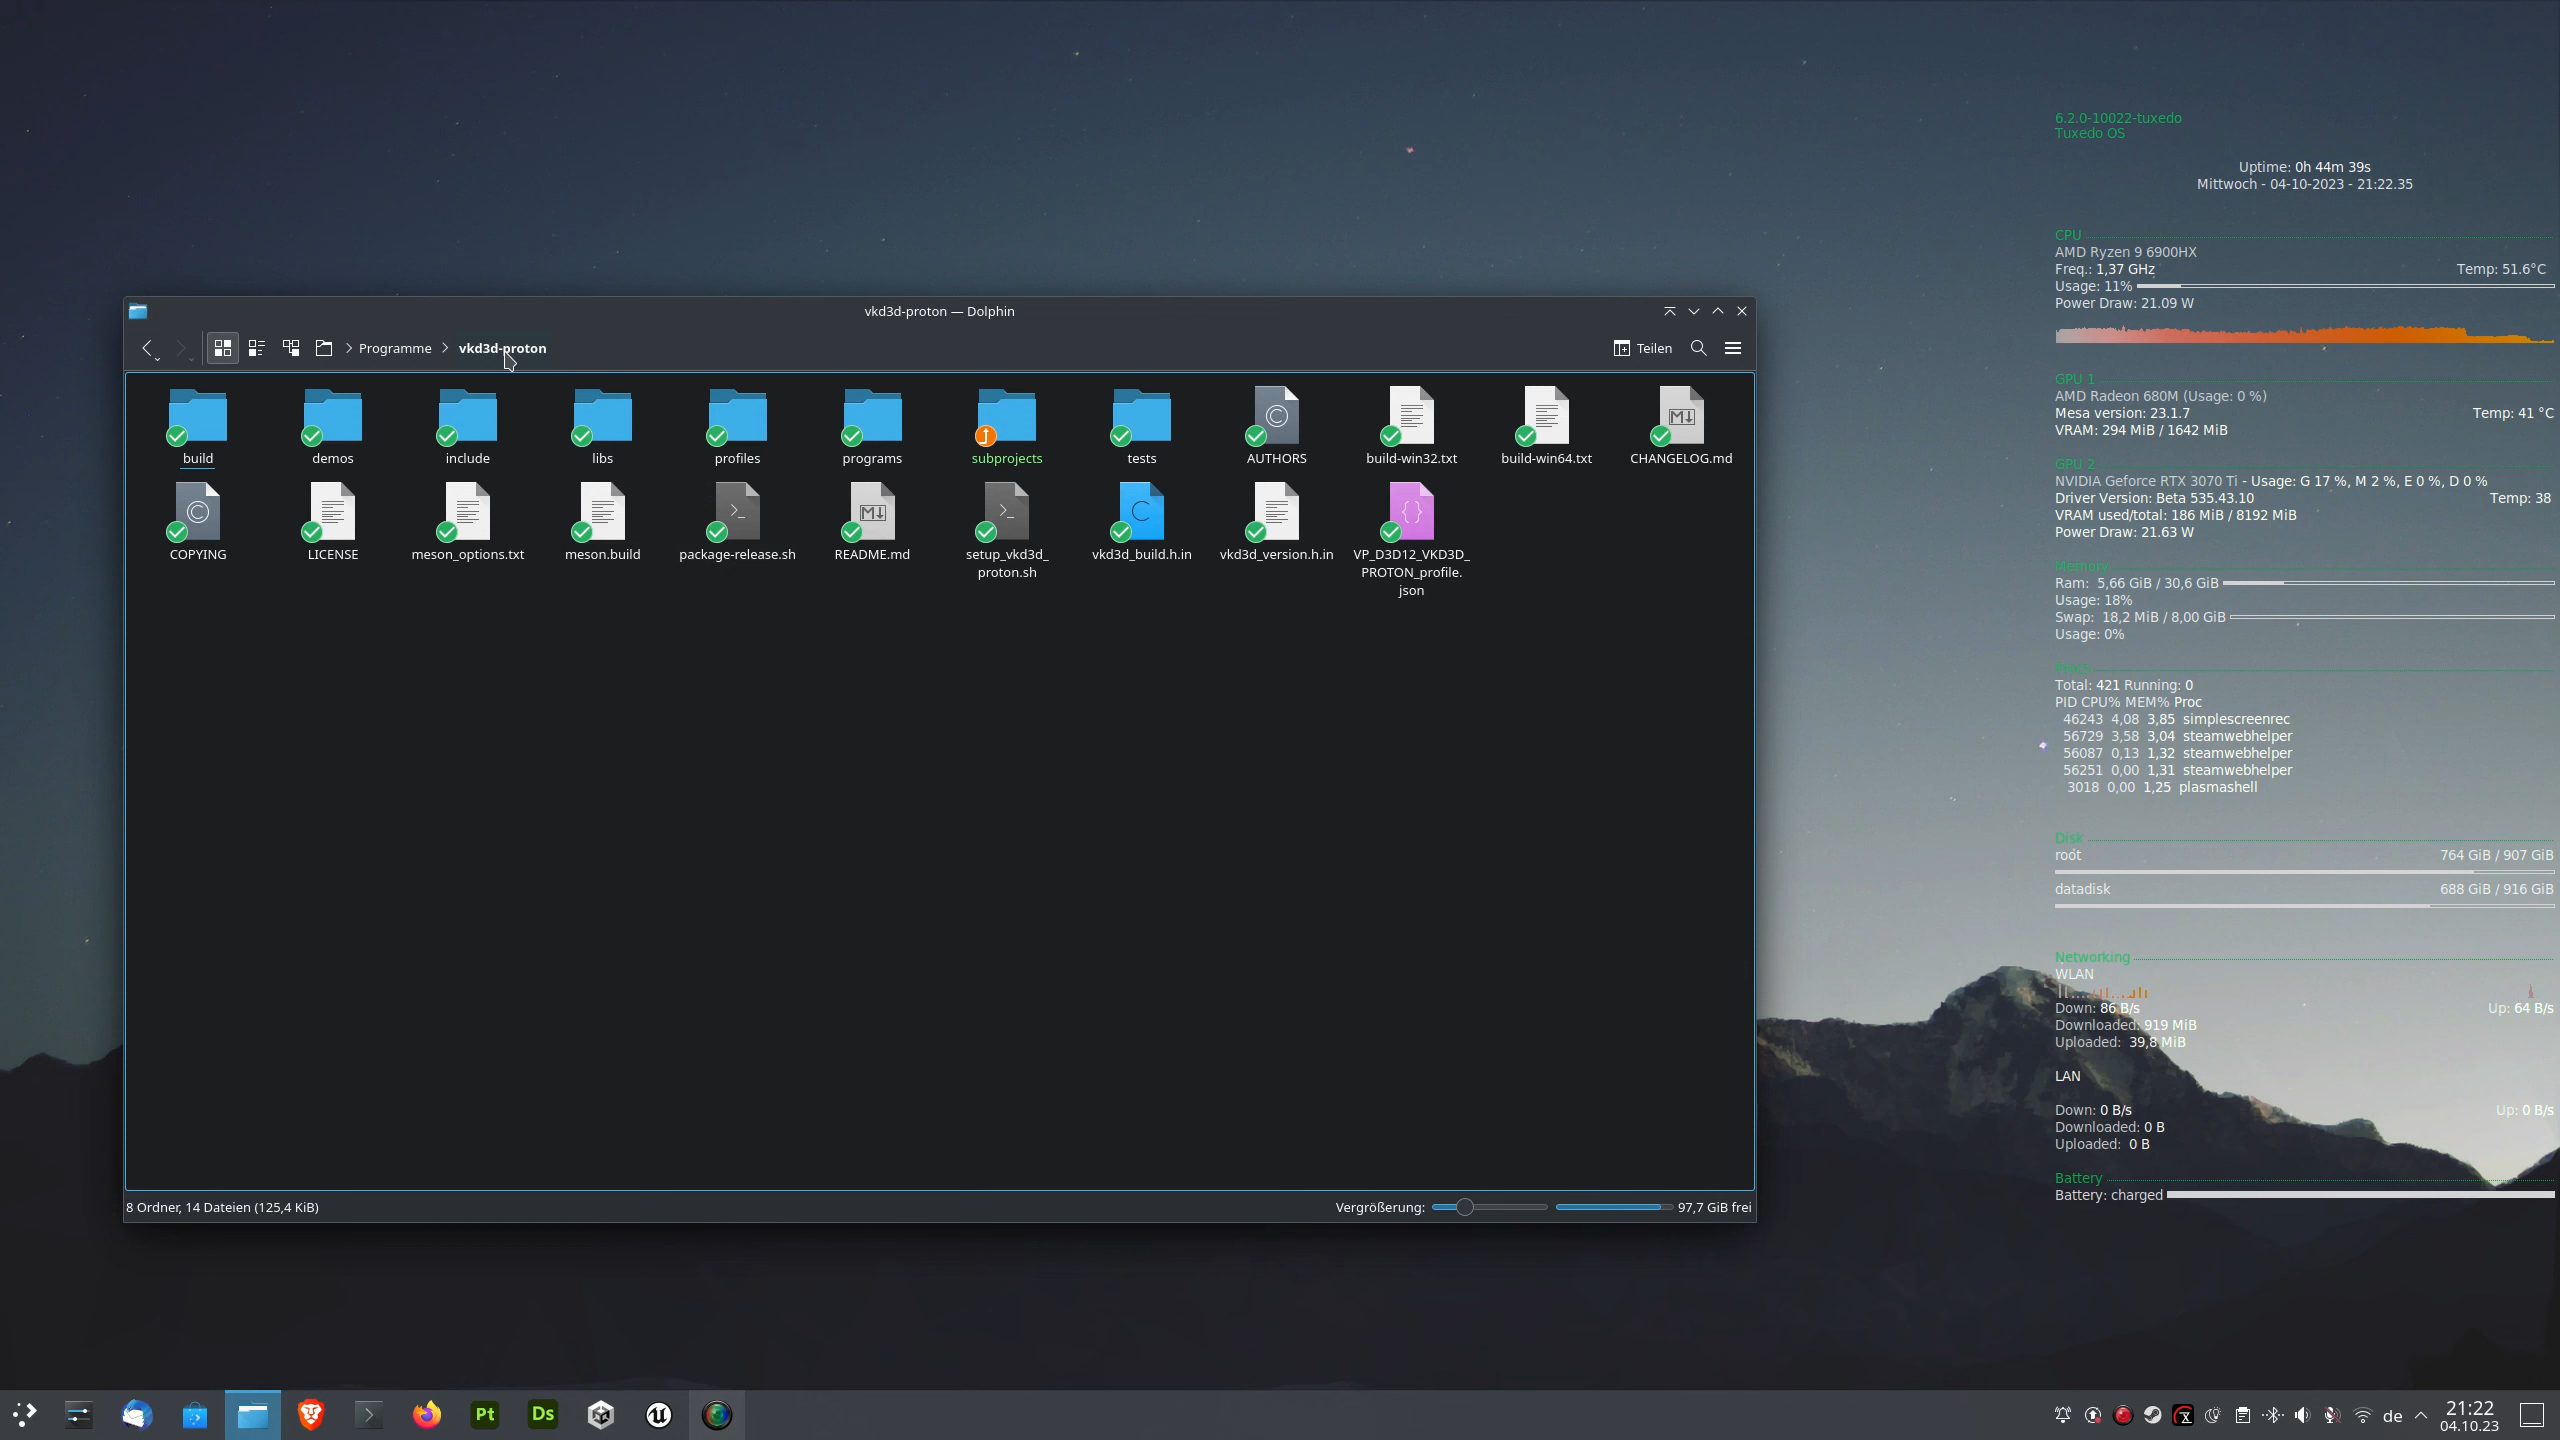 6.2.0-10022-tuxedo
Tuxedo OS
Uptime: 0h 44m 39s
Mittwoch - 04-10-2023 - 21:22.35
CPU
AMD Ryzen 9 6900HX
Freq.: 1,37 GHz Temp: 51.6°C
Usage: 11%
Power Draw: 21.09 W
GPU 1
AMD Radeon 680M (Usage: 0 %)
Mesa version: 23.1.7 Temp: 41 °C
VRAM: 294 MiB / 1642 MiB
GPU 2
NVIDIA Geforce RTX 3070 Ti - Usage: G 17 %, M 2 %, E 0 %, D 0 %
Driver Version: Beta 535.43.10 Temp: 38
VRAM used/total: 186 MiB / 8192 MiB
Power Draw: 21.63 W
Memory
Ram: 5,66 GiB / 30,6 GiB
Usage: 18%
Swap: 18,2 MiB / 8,00 GiB
Usage: 0%
Total: 421 Running: 0
PID CPU% MEM% Proc
46243 4,08 3,85 simplescreenrec
56729 3,58 3,04 steamwebhelper
56087 0,13 1,32 steamwebhelper
56251 0,00 1,31 steamwebhelper
3018 0,00 1,25 plasmashell
Disk
root 764 GiB / 907 GiB
datadisk 688 GiB / 916 GiB
Networking
WLAN
Down: 86 B/s Up: 64 B/s
Downloaded: 919 MiB
Uploaded: 39,8 MiB
LAN
Down: 0 B/s Up: 0 B/s
Downloaded: 0 B
Uploaded: 0 B
Battery
Battery: charged
vkd3d-proton — Dolphin
Programme vkd3d-proton Teilen
build demos include libs profiles programs subprojects tests AUTHORS build-win32.txt build-win64.txt CHANGELOG.md
COPYING LICENSE meson_options.txt meson.build package-release.sh README.md setup_vkd3d_ vkd3d_build.h.in vkd3d_version.h.in VP_D3D12_VKD3D_
proton.sh PROTON_profile.
json
8 Ordner, 14 Dateien (125,4 KiB) Vergrößerung: 97,7 GiB frei
Pt Ds
de 21:22
04.10.23